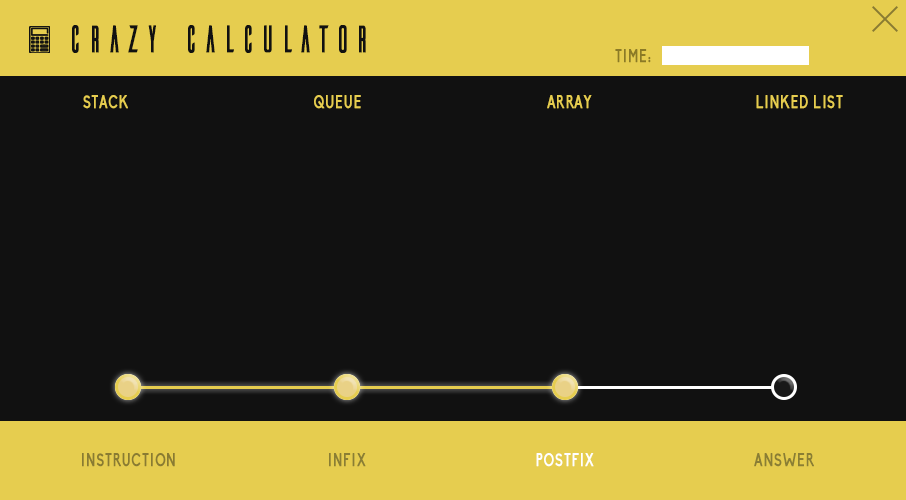 CRAZY CALCULATOR
TIME:
STACK QUEUE ARRAY LINKED LIST
INSTRUCTION INFIX POSTFIX ANSWER